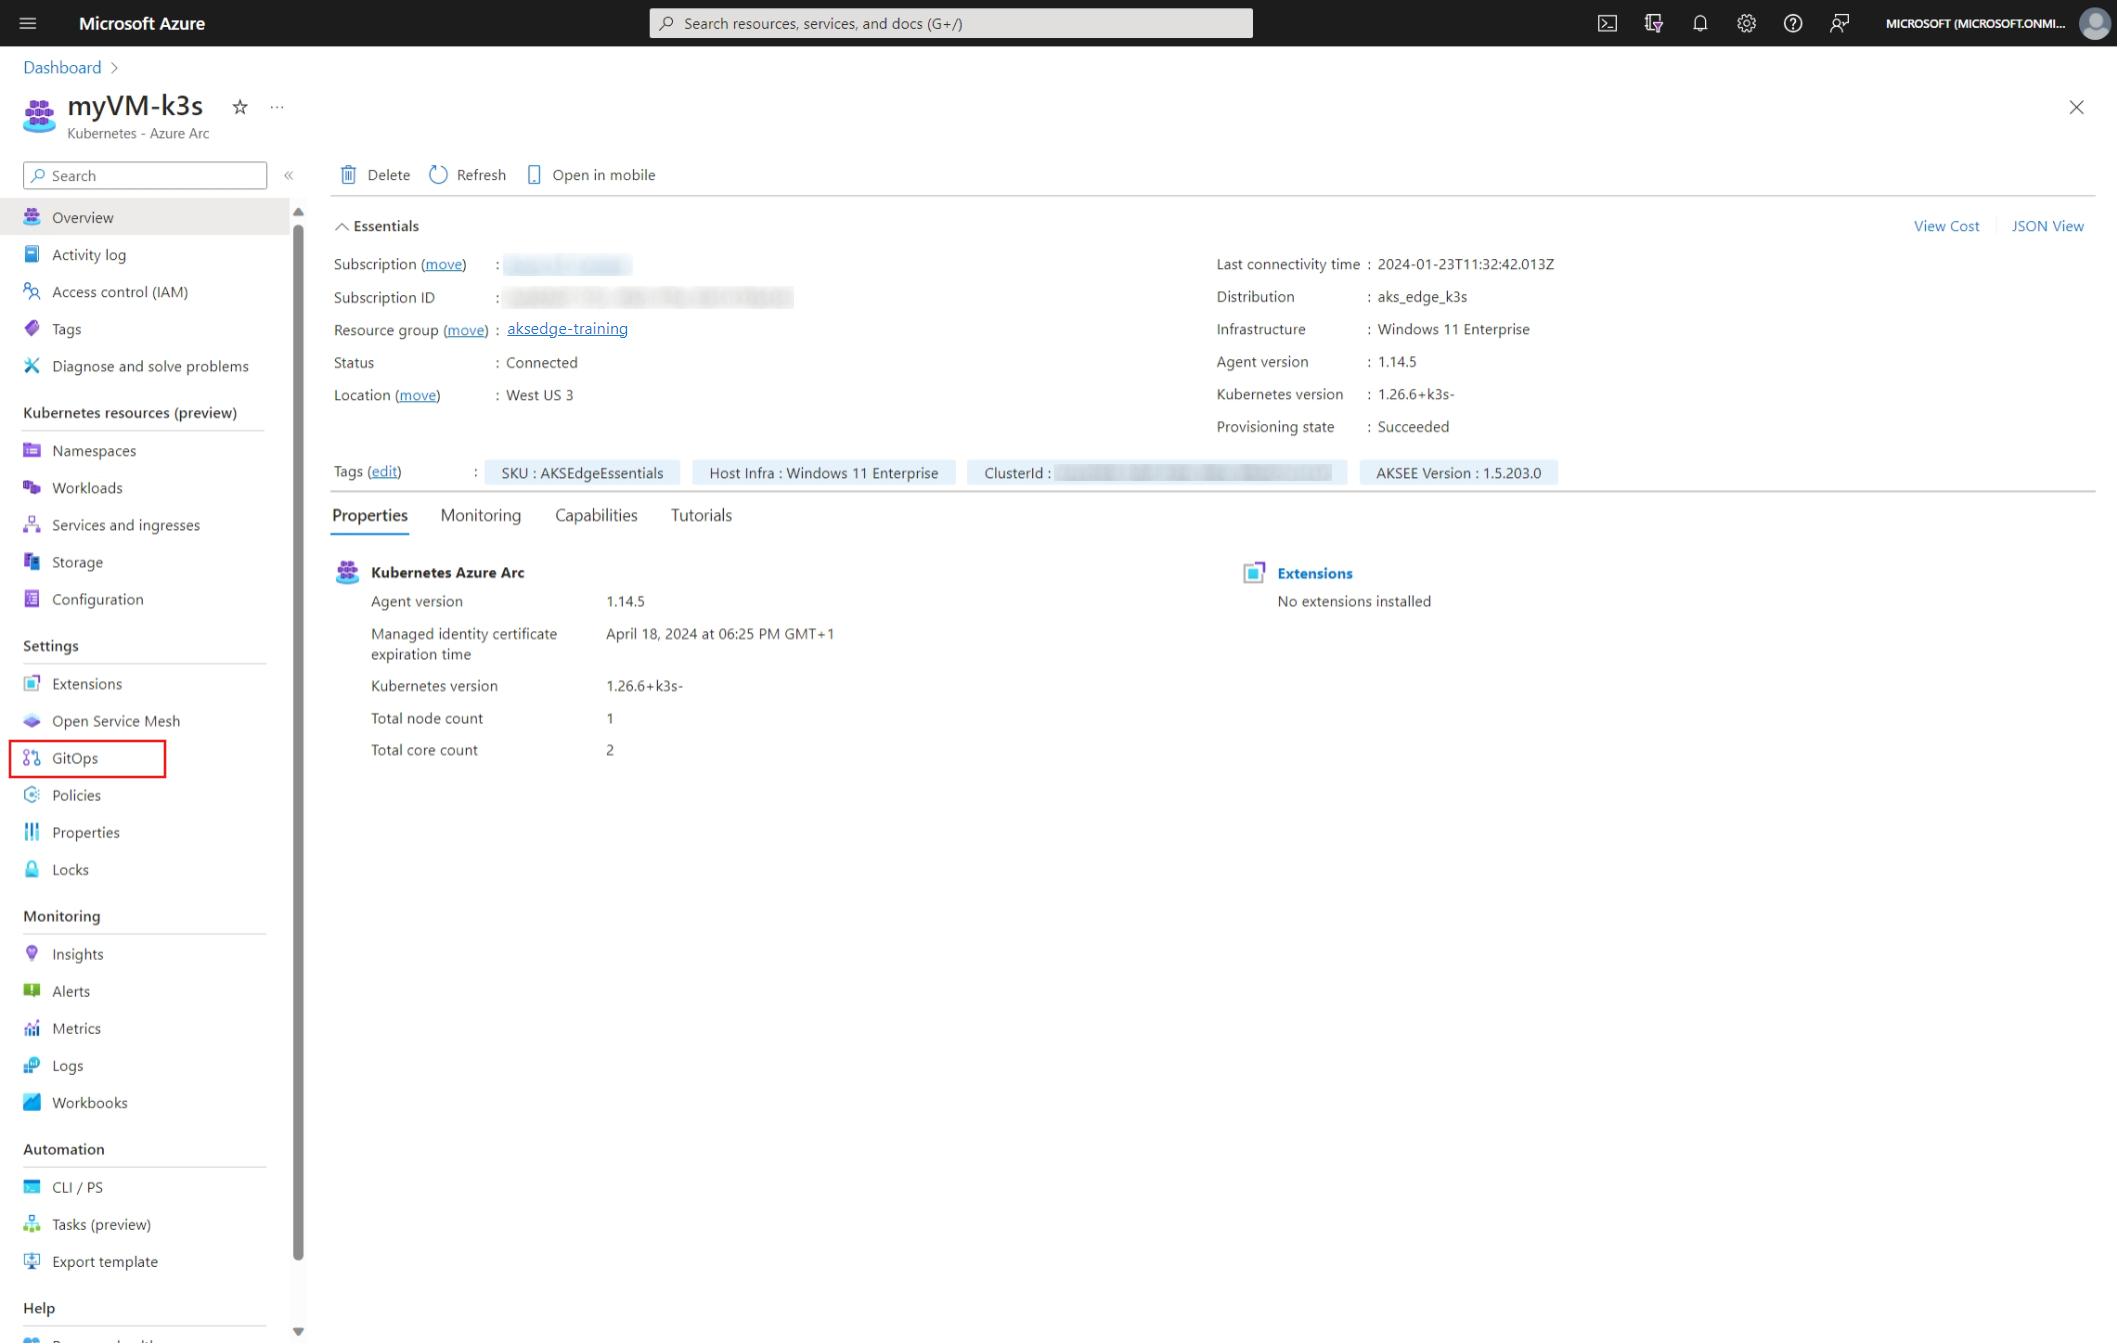 Microsoft Azure
Search resources, services, and docs (G+/)
MICROSOFT (MICROSOFT.ONMI...
Dashboard
myVM-k3s
Kubernetes - Azure Arc
Search
Overview
Activity log
Access control (IAM)
Tags
Diagnose and solve problems
Kubernetes resources (preview)
Namespaces
Workloads
Services and ingresses
Storage
Configuration
Settings
Extensions
Open Service Mesh
GitOps
Policies
Properties
Locks
Monitoring
Insights
Alerts
Metrics
Logs
Workbooks
Automation
CLI / PS
Tasks (preview)
Export template
Help
Delete
Refresh
Open in mobile
Essentials
View Cost
JSON View
Subscription (move) :
Subscription ID :
Resource group (move) : aksedge-training
Status : Connected
Location (move) : West US 3
Last connectivity time : 2024-01-23T11:32:42.013Z
Distribution : aks_edge_k3s
Infrastructure : Windows 11 Enterprise
Agent version : 1.14.5
Kubernetes version : 1.26.6+k3s-
Provisioning state : Succeeded
Tags (edit) : SKU : AKSEdgeEssentials Host Infra : Windows 11 Enterprise ClusterId : AKSEE Version : 1.5.203.0
Properties Monitoring Capabilities Tutorials
Kubernetes Azure Arc
Agent version 1.14.5
Managed identity certificate April 18, 2024 at 06:25 PM GMT+1
expiration time
Kubernetes version 1.26.6+k3s-
Total node count 1
Total core count 2
Extensions
No extensions installed